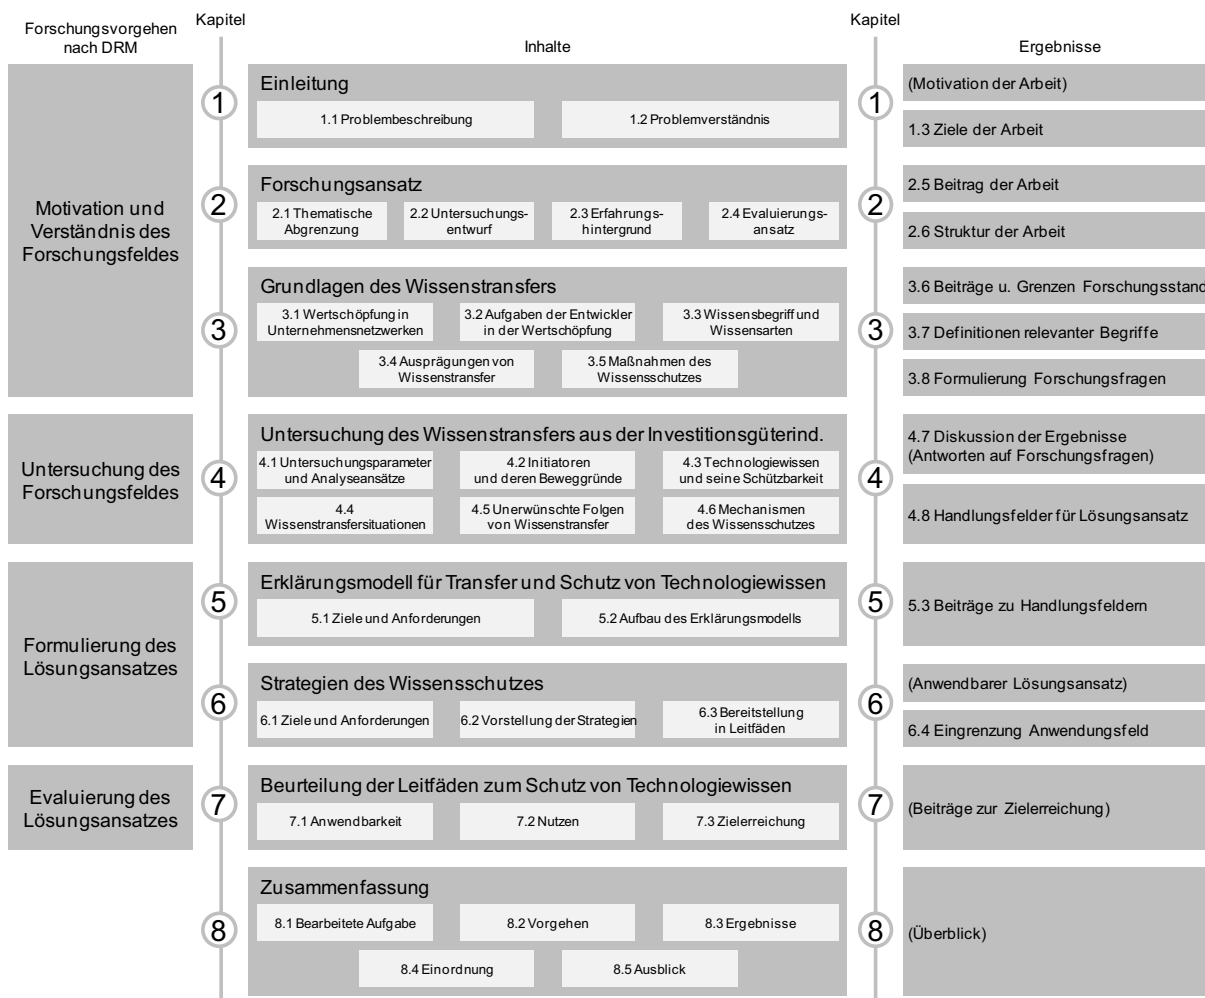 Forschungsvorgehen
nach DRM
Kapitel
Inhalte
Kapitel
Ergebnisse
Motivation und
Verständnis des
Forschungsfeldes
1
Einleitung
1.1 Problembeschreibung
1.2 Problemverständnis
1
(Motivation der Arbeit)
1.3 Ziele der Arbeit
2
Forschungsansatz
2.1 Thematische
Abgrenzung
2.2 Untersuchungs-
entwurf
2.3 Erfahrungs-
hintergrund
2.4 Evaluierungs-
ansatz
2
2.5 Beitrag der Arbeit
2.6 Struktur der Arbeit
3
Grundlagen des Wissenstransfers
3.1 Wertschöpfung in
Unternehmensnetzwerken
3.2 Aufgaben der Entwickler
in der Wertschöpfung
3.3 Wissensbegriff und
Wissensarten
3.4 Ausprägungen von
Wissenstransfer
3.5 Maßnahmen des
Wissensschutzes
3
3.6 Beiträge u. Grenzen Forschungsstand
3.7 Definitionen relevanter Begriffe
3.8 Formulierung Forschungsfragen
Untersuchung des
Forschungsfeldes
4
Untersuchung des Wissenstransfers aus der Investitionsgüterind.
4.1 Untersuchungsparameter
und Analyseansätze
4.2 Initiatoren
und deren Beweggründe
4.3 Technologiewissen
und seine Schützbarkeit
4.4
Wissenstransfersituationen
4.5 Unerwünschte Folgen
von Wissenstransfer
4.6 Mechanismen
des Wissensschutzes
4
4.7 Diskussion der Ergebnisse
(Antworten auf Forschungsfragen)
4.8 Handlungsfelder für Lösungsansatz
Formulierung des
Lösungsansatzes
5
Erklärungsmodell für Transfer und Schutz von Technologiewissen
5.1 Ziele und Anforderungen
5.2 Aufbau des Erklärungsmodells
5
5.3 Beiträge zu Handlungsfeldern
6
Strategien des Wissensschutzes
6.1 Ziele und Anforderungen
6.2 Vorstellung der Strategien
6.3 Bereitstellung
in Leitfäden
6
(Anwendbarer Lösungsansatz)
6.4 Eingrenzung Anwendungsfeld
Evaluierung des
Lösungsansatzes
7
Beurteilung der Leitfäden zum Schutz von Technologiewissen
7.1 Anwendbarkeit
7.2 Nutzen
7.3 Zielerreichung
7
(Beiträge zur Zielerreichung)
8
Zusammenfassung
8.1 Bearbeitete Aufgabe
8.2 Vorgehen
8.3 Ergebnisse
8.4 Einordnung
8.5 Ausblick
8
(Überblick)